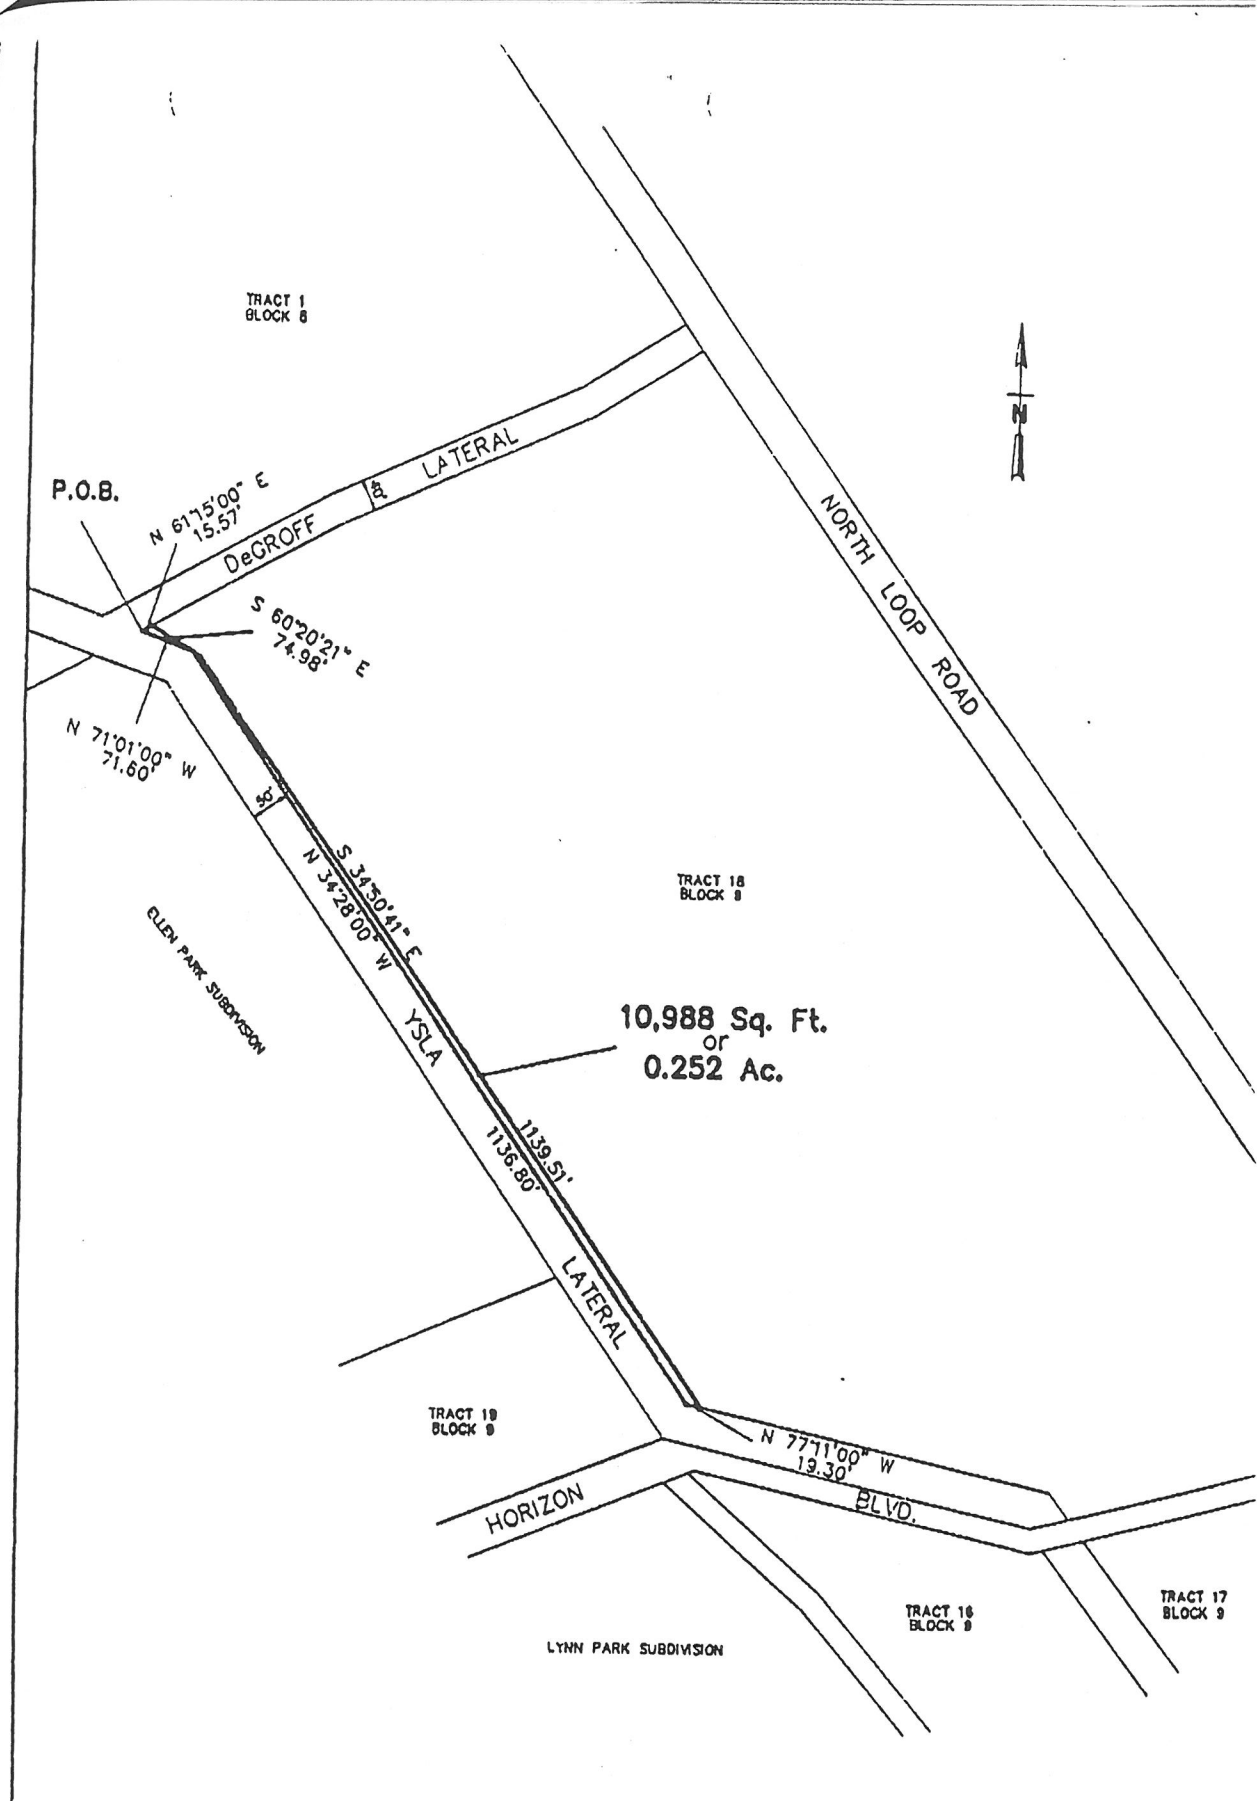 TRACT 1
BLOCK 8
N
P.O.B.
N 61°15'00" E
15.57'
DeGROFF LATERAL
S 60°20'21" E
74.98'
NORTH LOOP ROAD
N 71°01'00" W
71.60'
S 34°50'41" E
N 34°28'00" W
TRACT 18
BLOCK 9
ELLEN PARK SUBDIVISION
10,988 Sq. Ft.
or
0.252 Ac.
YSLA LATERAL
1139.51'
1136.80'
TRACT 19
BLOCK 9
N 77°11'00" W
19.30'
HORIZON BLVD.
TRACT 16
BLOCK 9
TRACT 17
BLOCK 9
LYNN PARK SUBDIVISION